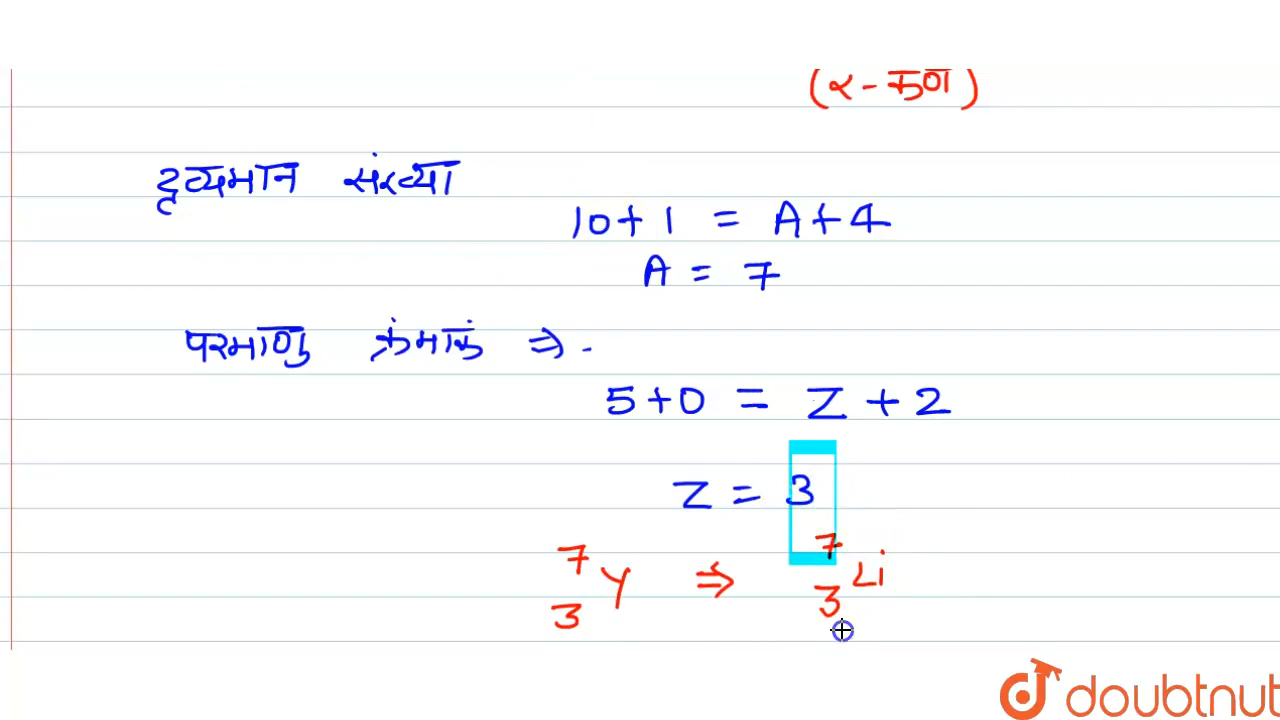 (α - कण)
द्रव्यमान संख्या
10 + 1 = A + 4
A = 7
परमाणु क्रमांक ⇒
5 + 0 = Z + 2
Z = 3
⁷₃Y ⇒ ⁷₃Li
doubtnut